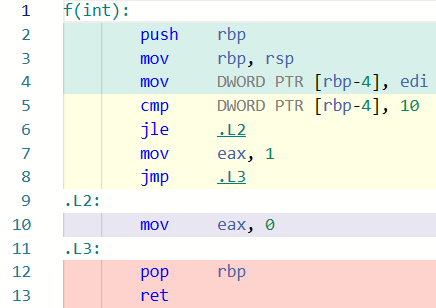 1 f(int):
2         push    rbp
3         mov     rbp, rsp
4         mov     DWORD PTR [rbp-4], edi
5         cmp     DWORD PTR [rbp-4], 10
6         jle     .L2
7         mov     eax, 1
8         jmp     .L3
9 .L2:
10         mov     eax, 0
11 .L3:
12         pop     rbp
13         ret